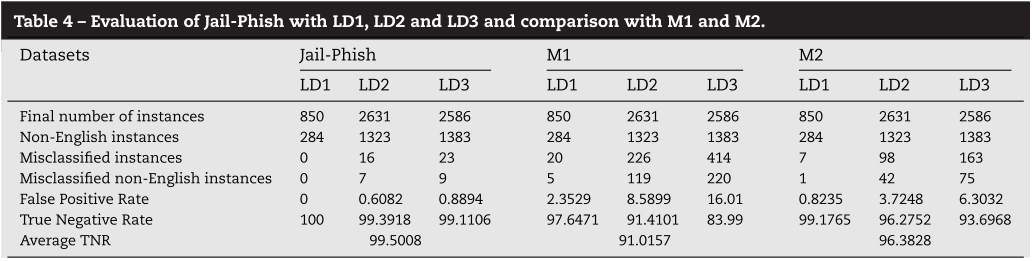 Table 4 – Evaluation of Jail-Phish with LD1, LD2 and LD3 and comparison with M1 and M2.
Datasets Jail-Phish M1 M2
LD1 LD2 LD3 LD1 LD2 LD3 LD1 LD2 LD3
Final number of instances 850 2631 2586 850 2631 2586 850 2631 2586
Non-English instances 284 1323 1383 284 1323 1383 284 1323 1383
Misclassified instances 0 16 23 20 226 414 7 98 163
Misclassified non-English instances 0 7 9 5 119 220 1 42 75
False Positive Rate 0 0.6082 0.8894 2.3529 8.5899 16.01 0.8235 3.7248 6.3032
True Negative Rate 100 99.3918 99.1106 97.6471 91.4101 83.99 99.1765 96.2752 93.6968
Average TNR 99.5008 91.0157 96.3828